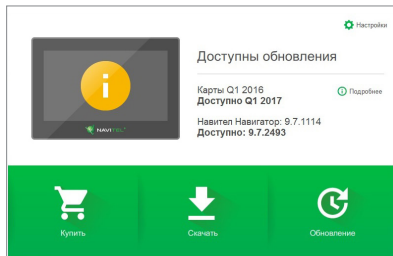 Настройки
Доступны обновления
Карты Q1 2016
Доступно Q1 2017
Подробнее
Навител Навигатор: 9.7.1114
Доступно: 9.7.2493
NAVITEL
Купить
Скачать
Обновление